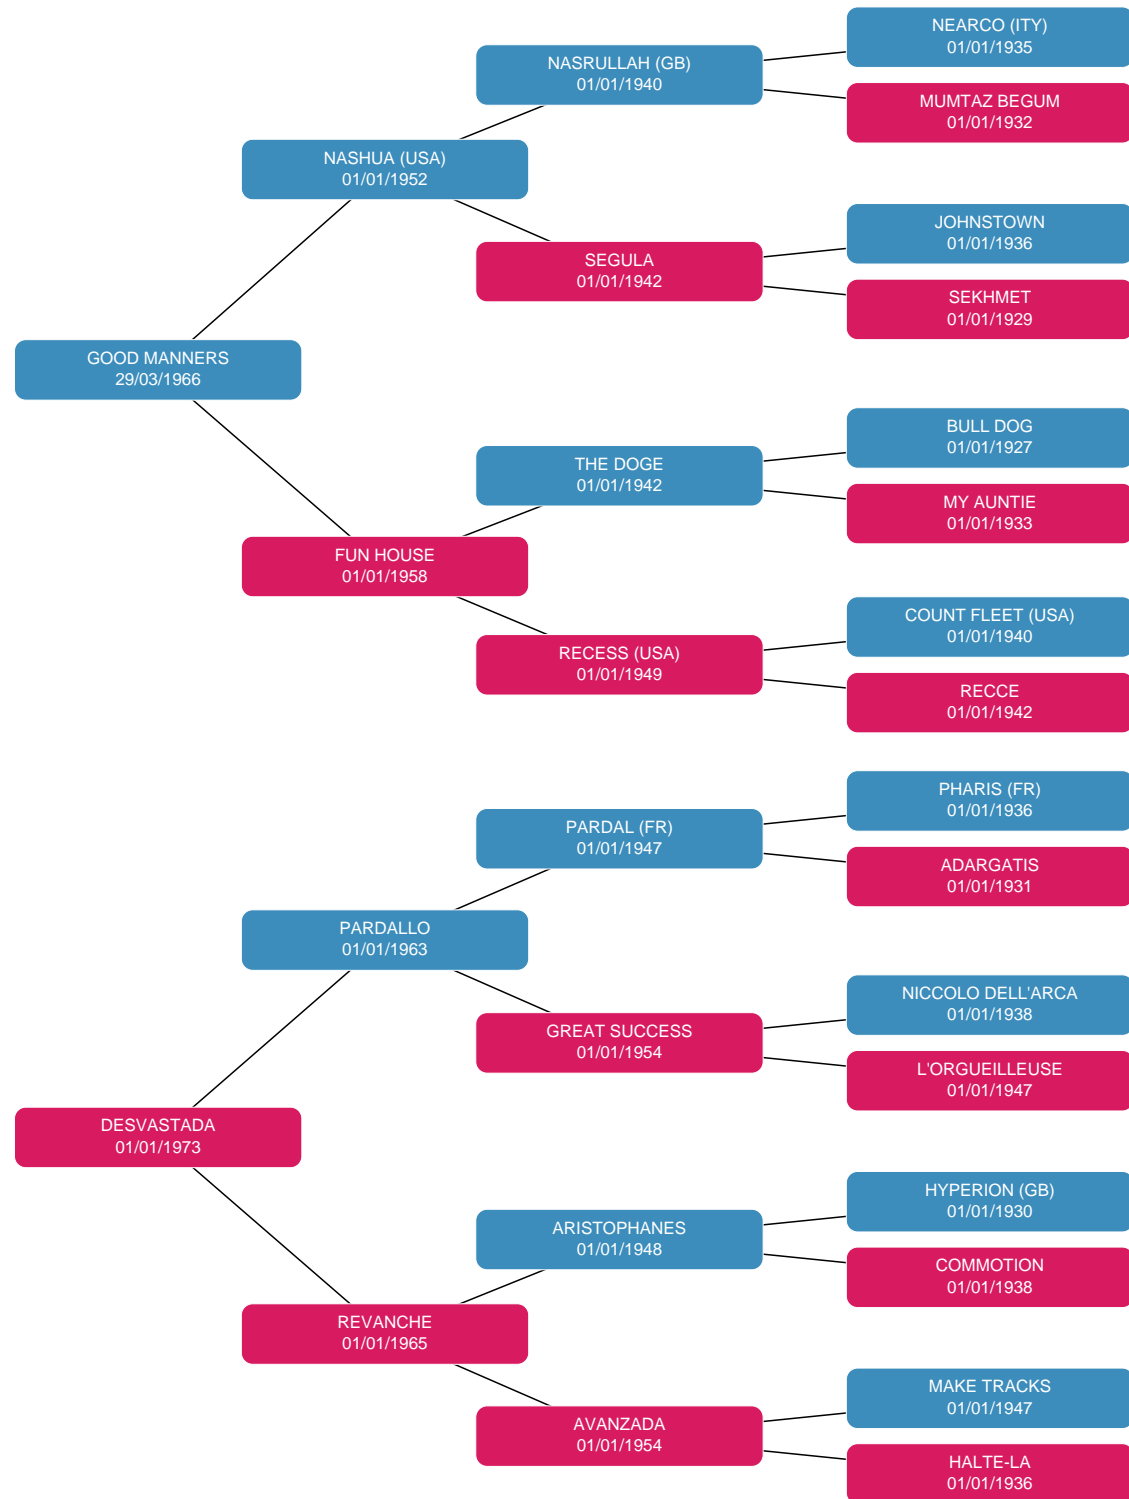 NEARCO (ITY)
01/01/1935
NASRULLAH (GB)
01/01/1940
MUMTAZ BEGUM
01/01/1932
NASHUA (USA)
01/01/1952
JOHNSTOWN
01/01/1936
SEGULA
01/01/1942
SEKHMET
01/01/1929
GOOD MANNERS
29/03/1966
BULL DOG
01/01/1927
THE DOGE
01/01/1942
MY AUNTIE
01/01/1933
FUN HOUSE
01/01/1958
COUNT FLEET (USA)
01/01/1940
RECESS (USA)
01/01/1949
RECCE
01/01/1942
PHARIS (FR)
01/01/1936
PARDAL (FR)
01/01/1947
ADARGATIS
01/01/1931
PARDALLO
01/01/1963
NICCOLO DELL'ARCA
01/01/1938
GREAT SUCCESS
01/01/1954
L'ORGUEILLEUSE
01/01/1947
DESVASTADA
01/01/1973
HYPERION (GB)
01/01/1930
ARISTOPHANES
01/01/1948
COMMOTION
01/01/1938
REVANCHE
01/01/1965
MAKE TRACKS
01/01/1947
AVANZADA
01/01/1954
HALTE-LA
01/01/1936